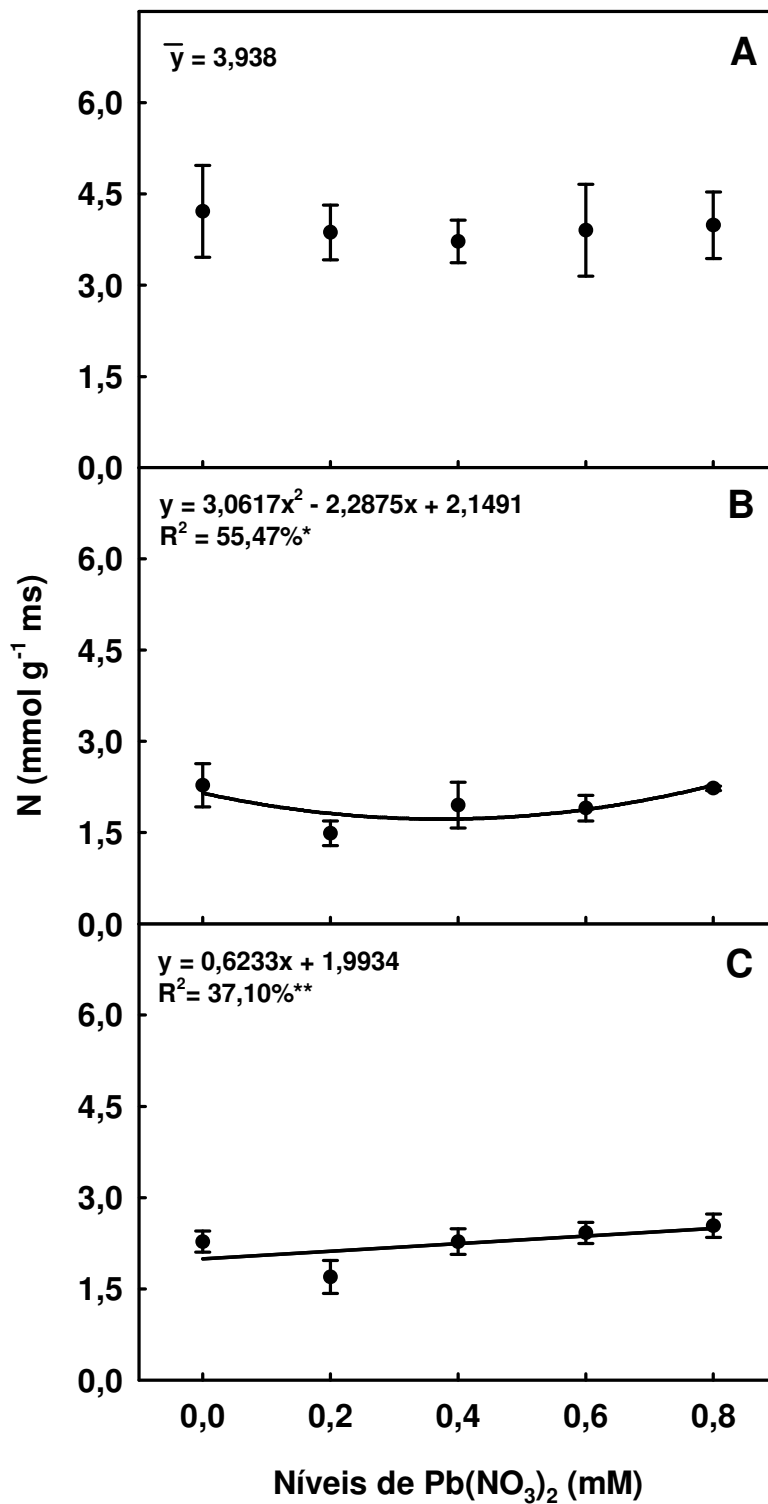 ȳ = 3,938
A
6,0
4,5
3,0
1,5
0,0
y = 3,0617x² - 2,2875x + 2,1491
R² = 55,47%*
B
6,0
4,5
3,0
1,5
0,0
N (mmol g⁻¹ ms)
y = 0,6233x + 1,9934
R²= 37,10%**
C
6,0
4,5
3,0
1,5
0,0
0,0 0,2 0,4 0,6 0,8
Níveis de Pb(NO₃)₂ (mM)